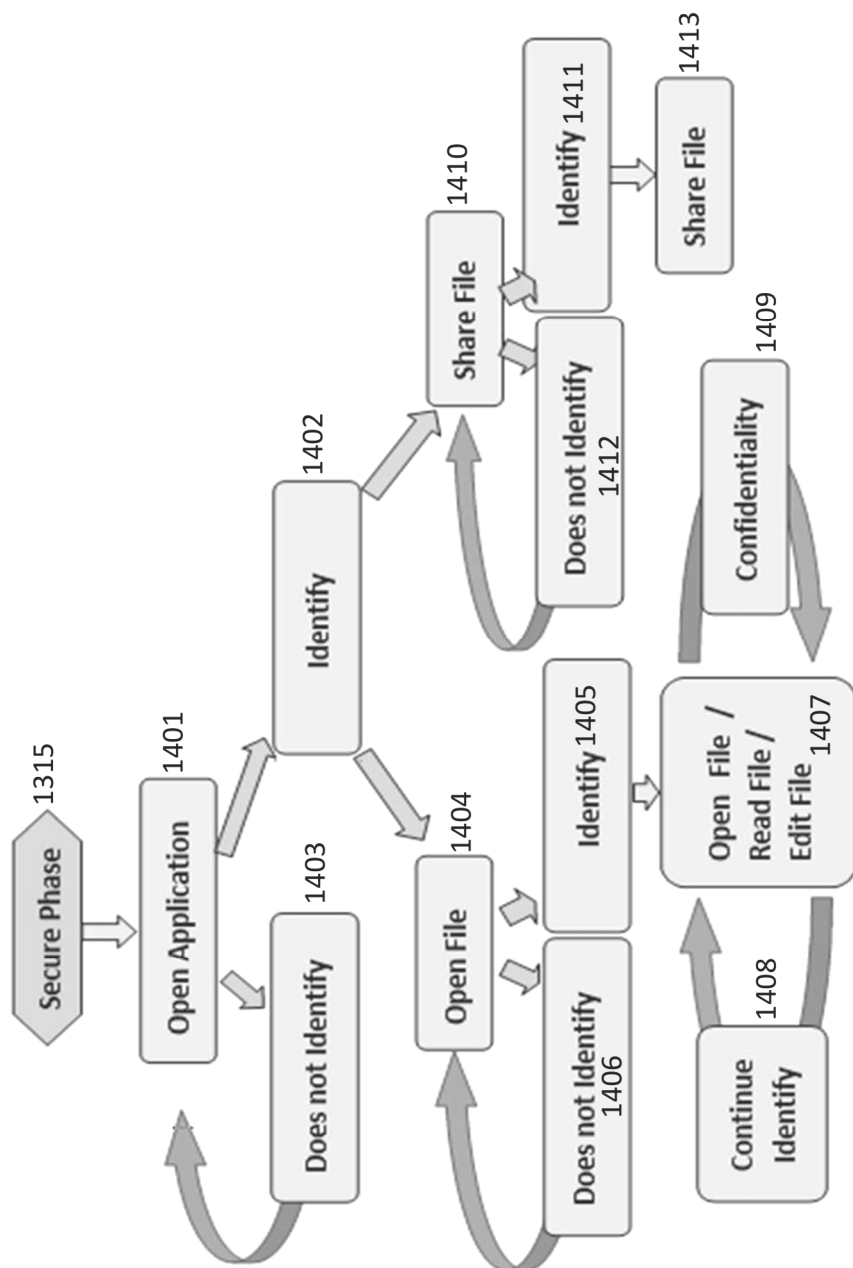 1315
Secure Phase
1401
Open Application
1403
Does not Identify
1402
Identify
1404
Open File
1406
Does not Identify
1405
Identify
1407
Open File /
Read File /
Edit File
1408
Continue
Identify
1409
Confidentiality
1410
Share File
1412
Does not Identify
1411
Identify
1413
Share File